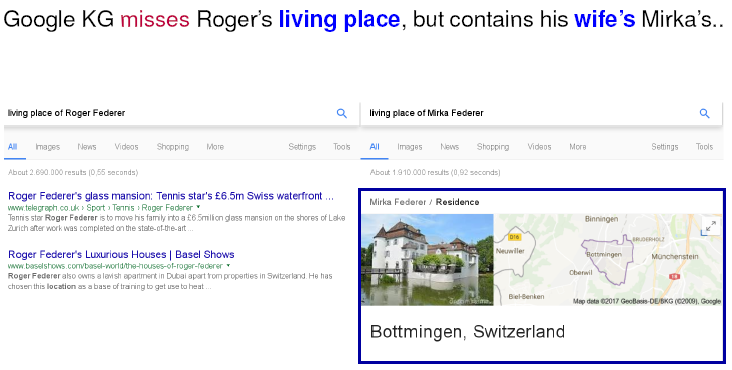 Google KG misses Roger's living place, but contains his wife's Mirka's..
living place of Roger Federer
All Images News Videos Shopping More Settings Tools
About 2.690.000 results (0,55 seconds)
Roger Federer's glass mansion: Tennis star's £6.5m Swiss waterfront ...
www.telegraph.co.uk › Sport › Tennis › Roger Federer
Tennis star Roger Federer is to move his family into a £6.5million glass mansion on the shores of Lake
Zurich after work was completed on the state-of-the-art ...
Roger Federer's Luxurious Houses | Basel Shows
www.baselshows.com/basel-world/the-houses-of-roger-federer
Roger Federer also owns a lavish apartment in Dubai apart from properties in Switzerland. He has
chosen this location as a base of training to get use to heat ...
living place of Mirka Federer
All Images News Shopping Videos More Settings Tools
About 1.910.000 results (0,92 seconds)
Mirka Federer / Residence
Binningen
D16
BRUDERHOLZ
Neuwiller
Bottmingen
Münchenstein
Oberwil
18
Biel-Benken
Map data ©2017 GeoBasis-DE/BKG (©2009), Google
Bottmingen, Switzerland